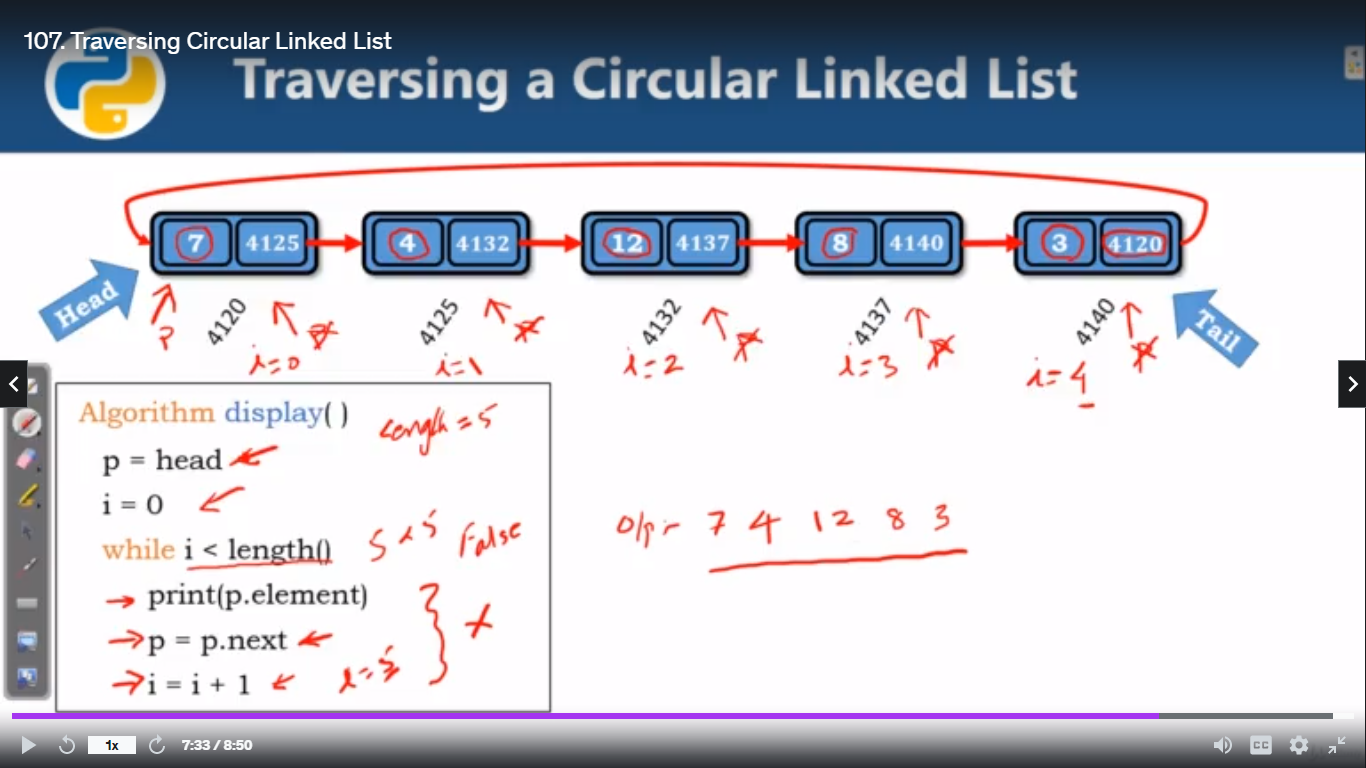 107. Traversing Circular Linked List
Traversing a Circular Linked List
7 4125 4 4132 12 4137 8 4140 3 4120
Head
Tail
P
4120 4125 4132 4137 4140
i=0 i=1 i=2 i=3 i=4
Algorithm display( )
Length = 5
p = head
i = 0
while i < length() 5 < 5 False
print(p.element)
p = p.next
i = i + 1 i=5
O/p:- 7 4 12 8 3
1x 7:33 / 8:50 CC